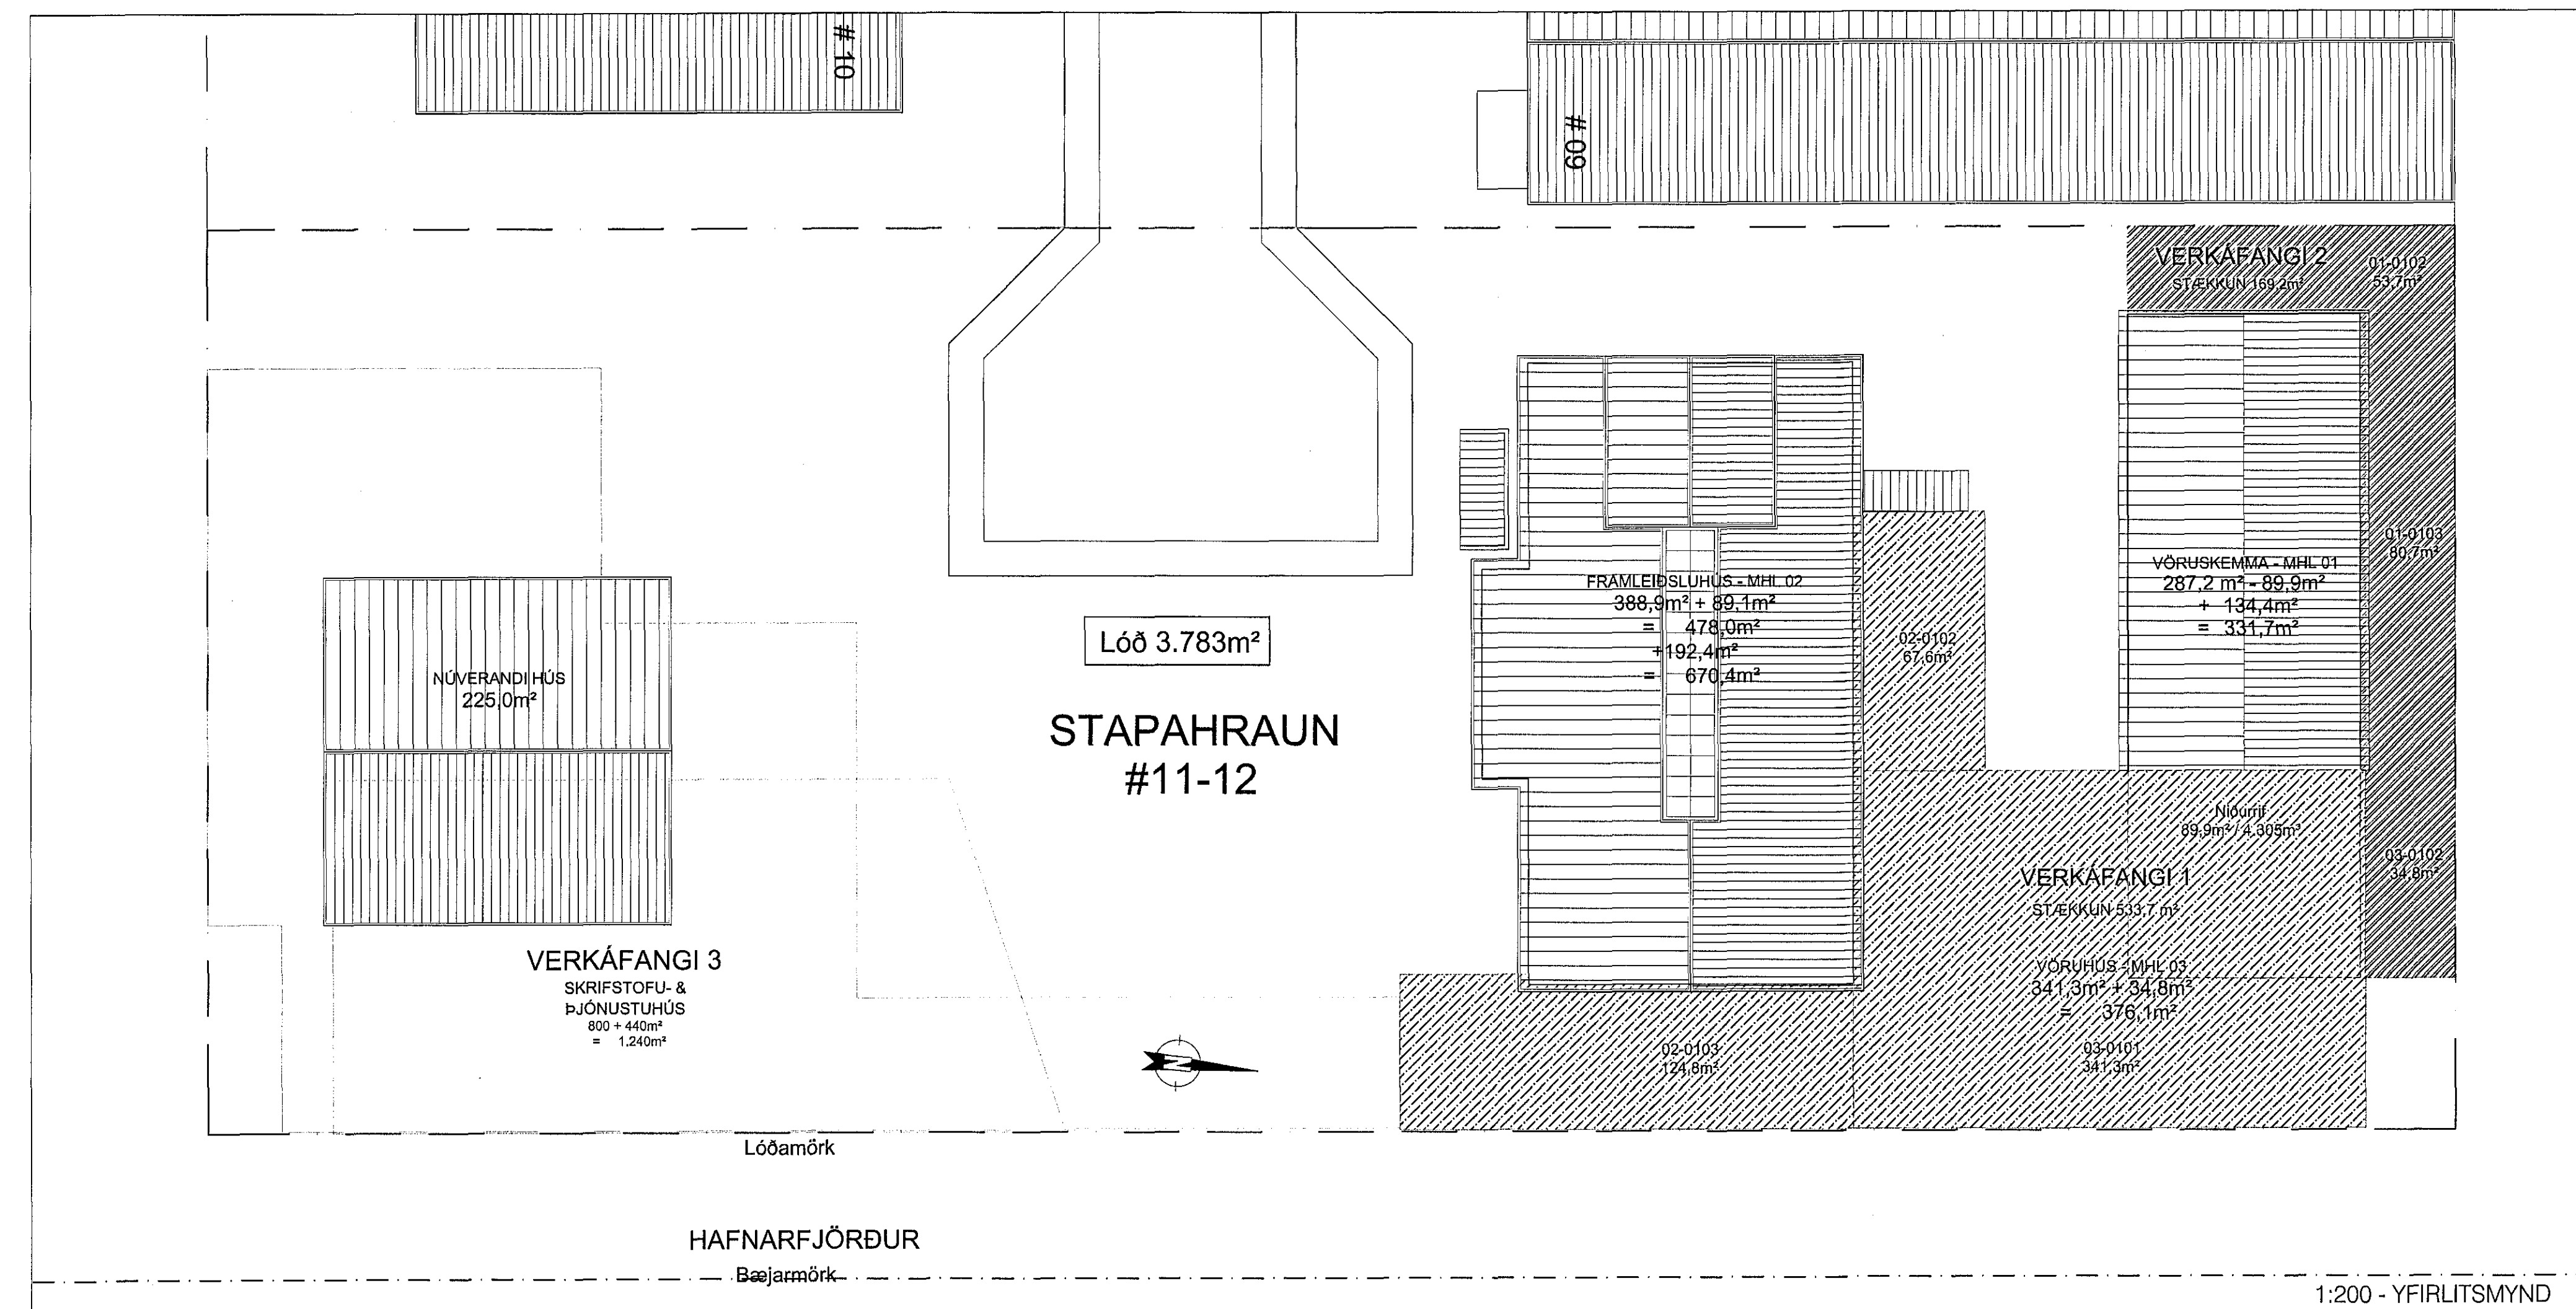 # 10
# 09
VERKÁFANGI 2
STÆKKUN 169,2m²
01-0102
53,7m²
01-0103
80,7m²
VÖRUSKEMMA - MHL 01
287,2 m² - 89,9m²
+ 134,4m²
= 331,7m²
FRAMLEIÐSLUHÚS - MHL 02
388,9m² + 89,1m²
= 478,0m²
+192,4m²
= 670,4m²
02-0102
67,6m²
Lóð 3.783m²
STAPAHRAUN
#11-12
NÚVERANDI HÚS
225,0m²
Niðurrif
89,9m² / 4.305m³
03-0102
34,8m²
VERKÁFANGI 1
STÆKKUN 533,7 m²
VÖRUHÚS - MHL 03
341,3m² + 34,8m²
= 376,1m²
03-0101
341,3m²
02-0103
124,8m²
VERKÁFANGI 3
SKRIFSTOFU- &
ÞJÓNUSTUHÚS
800 + 440m²
= 1.240m²
Lóðamörk
HAFNARFJÖRÐUR
Bæjarmörk
1:200 - YFIRLITSMYND